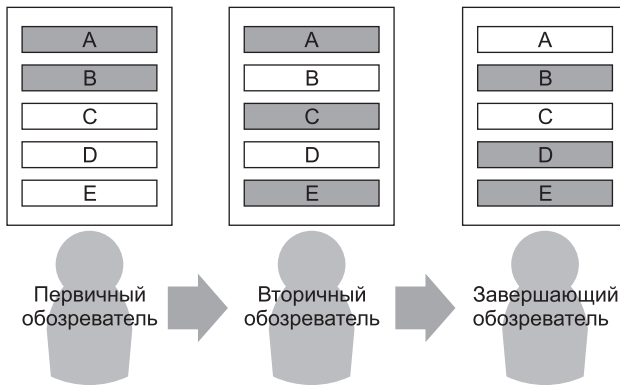 A
B
C
D
E
A
B
C
D
E
A
B
C
D
E
Первичный
обозреватель
Вторичный
обозреватель
Завершающий
обозреватель